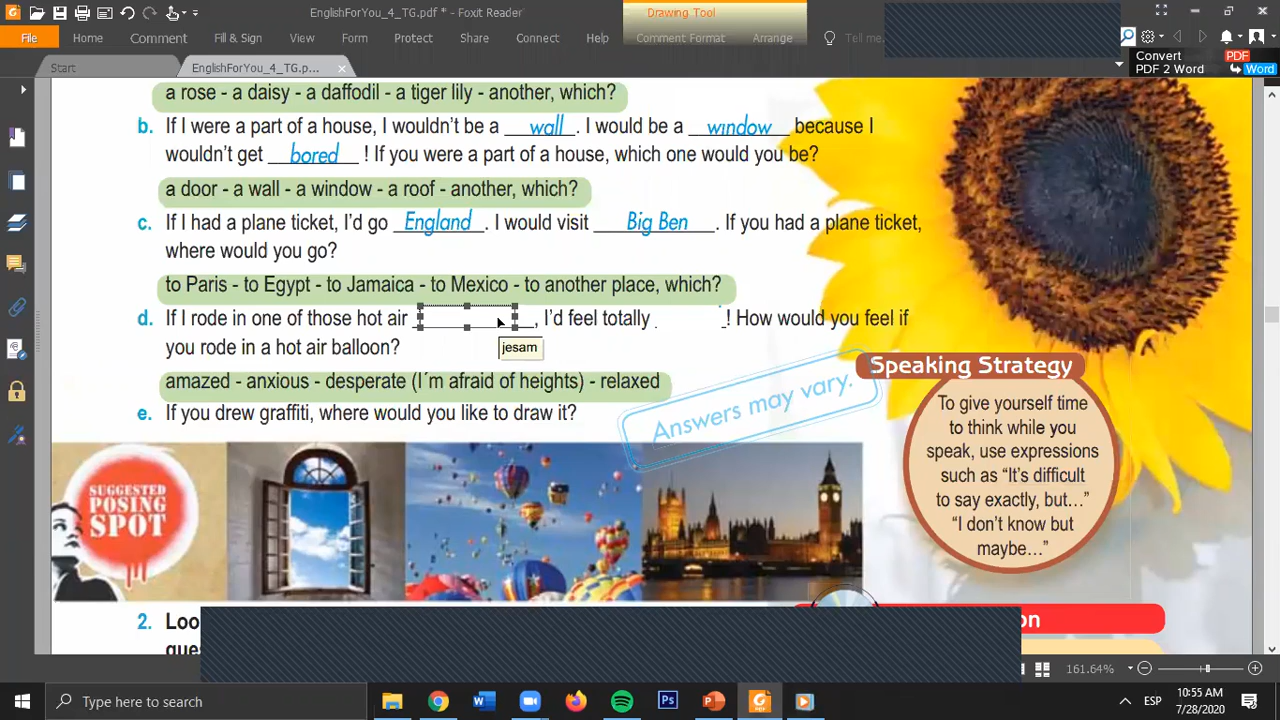 EnglishForYou_4_TG.pdf * - Foxit Reader
Drawing Tool
File Home Comment Fill & Sign View Form Protect Share Connect Help Comment Format Arrange Tell me..
Start
EnglishForYou_4_TG.p...
Convert
PDF 2 Word
PDF
Word
a rose - a daisy - a daffodil - a tiger lily - another, which?
b. If I were a part of a house, I wouldn't be a wall. I would be a window because I
wouldn't get bored ! If you were a part of a house, which one would you be?
a door - a wall - a window - a roof - another, which?
c. If I had a plane ticket, I'd go England. I would visit Big Ben. If you had a plane ticket,
where would you go?
to Paris - to Egypt - to Jamaica - to Mexico - to another place, which?
d. If I rode in one of those hot air ____, I'd feel totally ____! How would you feel if
you rode in a hot air balloon?
jesam
amazed - anxious - desperate (I´m afraid of heights) - relaxed
e. If you drew graffiti, where would you like to draw it?
Answers may vary.
Speaking Strategy
To give yourself time
to think while you
speak, use expressions
such as “It's difficult
to say exactly, but…”
“I don't know but
maybe…”
SUGGESTED
POSING
SPOT
2. Loo
on
161.64%
Type here to search
ESP
10:55 AM
7/28/2020